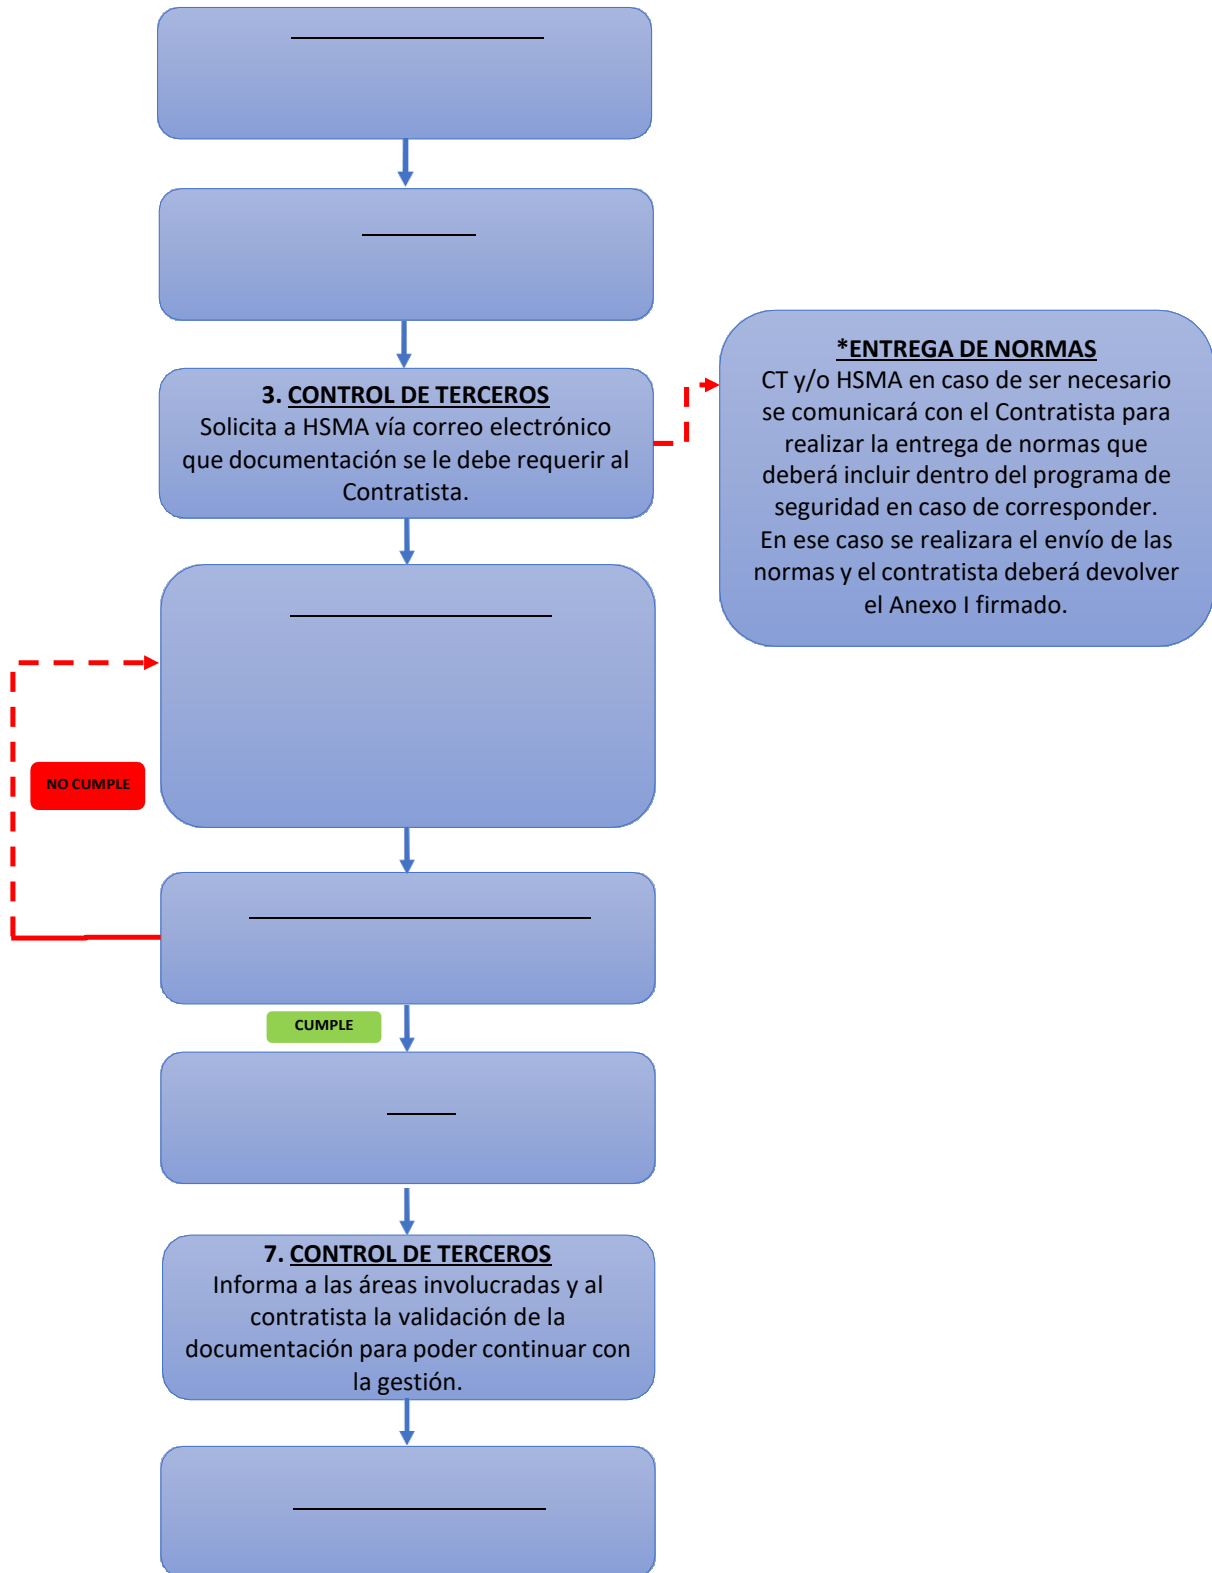 3. CONTROL DE TERCEROS
Solicita a HSMA vía correo electrónico
que documentación se le debe requerir al
Contratista.
*ENTREGA DE NORMAS
CT y/o HSMA en caso de ser necesario
se comunicará con el Contratista para
realizar la entrega de normas que
deberá incluir dentro del programa de
seguridad en caso de corresponder.
En ese caso se realizara el envío de las
normas y el contratista deberá devolver
el Anexo I firmado.
NO CUMPLE
CUMPLE
7. CONTROL DE TERCEROS
Informa a las áreas involucradas y al
contratista la validación de la
documentación para poder continuar con
la gestión.